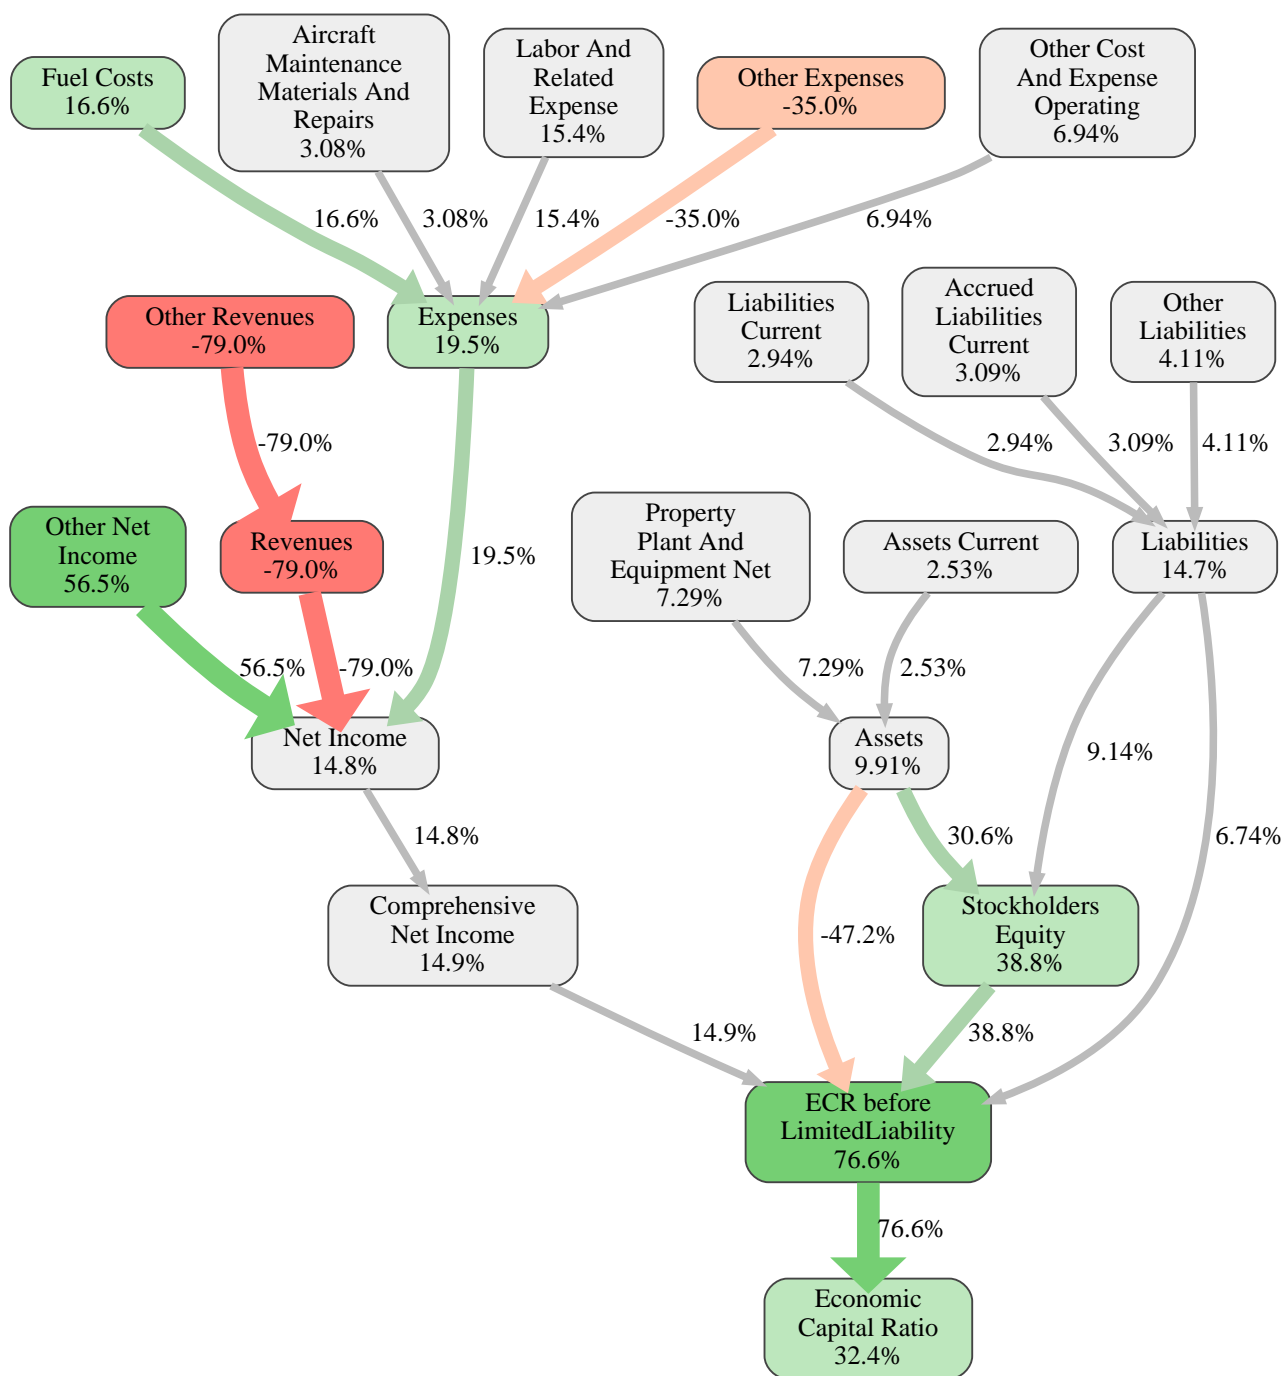 Fuel Costs
16.6%
Aircraft
Maintenance
Materials And
Repairs
3.08%
Labor And
Related
Expense
15.4%
Other Expenses
-35.0%
Other Cost
And Expense
Operating
6.94%
16.6%
3.08%
15.4%
-35.0%
6.94%
Other Revenues
-79.0%
Expenses
19.5%
Liabilities
Current
2.94%
Accrued
Liabilities
Current
3.09%
Other
Liabilities
4.11%
-79.0%
2.94%
3.09%
4.11%
Other Net
Income
56.5%
Revenues
-79.0%
19.5%
Property
Plant And
Equipment Net
7.29%
Assets Current
2.53%
Liabilities
14.7%
56.5%
-79.0%
7.29%
2.53%
Net Income
14.8%
Assets
9.91%
9.14%
14.8%
30.6%
6.74%
Comprehensive
Net Income
14.9%
-47.2%
Stockholders
Equity
38.8%
14.9%
38.8%
ECR before
LimitedLiability
76.6%
76.6%
Economic
Capital Ratio
32.4%